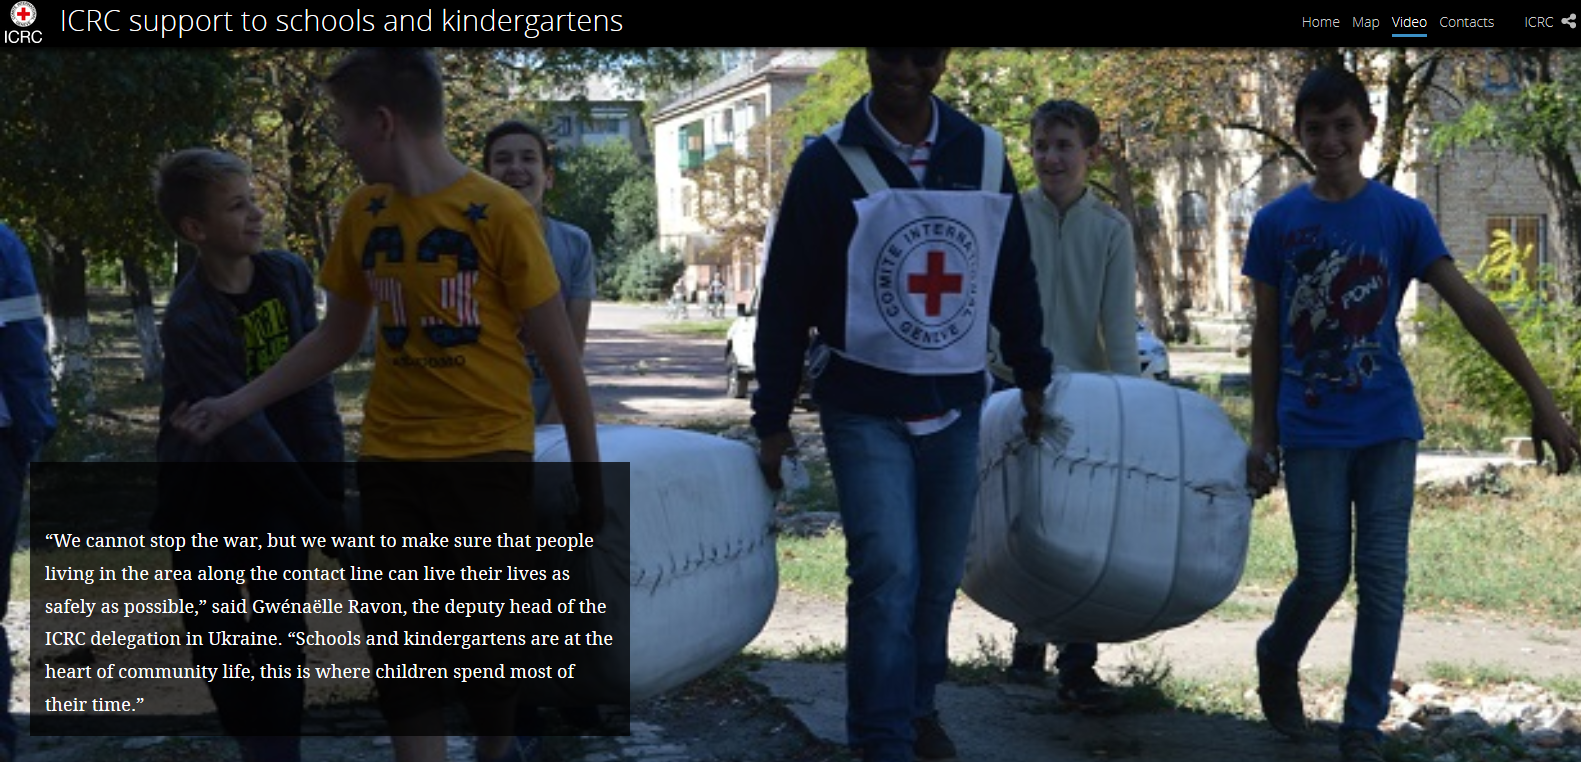 ICRC
ICRC support to schools and kindergartens
Home Map Video Contacts ICRC
COMITE INTERNATIONAL GENEVE
63
POW!
“We cannot stop the war, but we want to make sure that people
living in the area along the contact line can live their lives as
safely as possible,” said Gwénaëlle Ravon, the deputy head of the
ICRC delegation in Ukraine. “Schools and kindergartens are at the
heart of community life, this is where children spend most of
their time.”